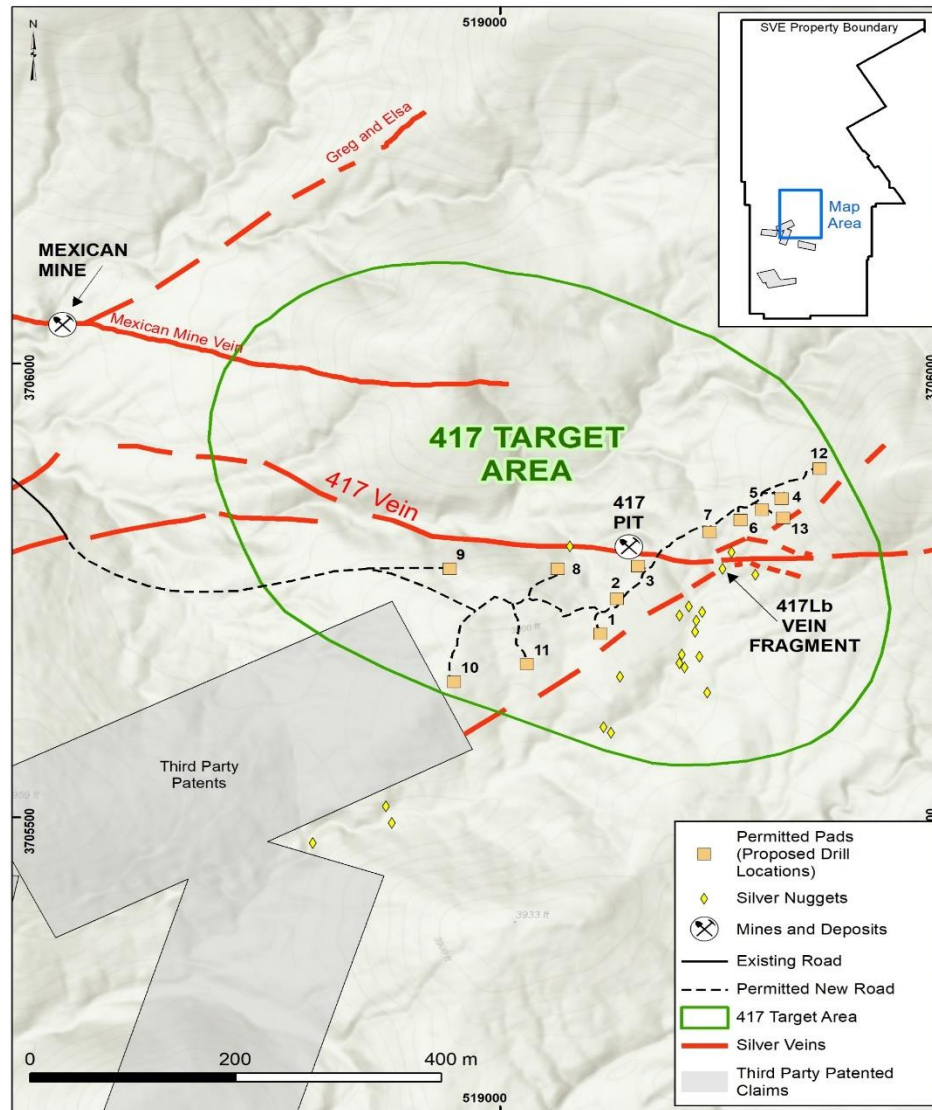 519000
N
SVE Property Boundary
Map
Area
Greg and Elsa
MEXICAN
MINE
Mexican Mine Vein
3706000
3706000
417 TARGET
AREA
417 Vein
417
PIT
12
5
4
7
6
13
9
8
3
2
1
417Lb
VEIN
FRAGMENT
11
10
Third Party
Patents
3705500
00
3933 ft
Permitted Pads
(Proposed Drill
Locations)
Silver Nuggets
Mines and Deposits
Existing Road
Permitted New Road
417 Target Area
Silver Veins
Third Party Patented
Claims
0
200
400 m
519000